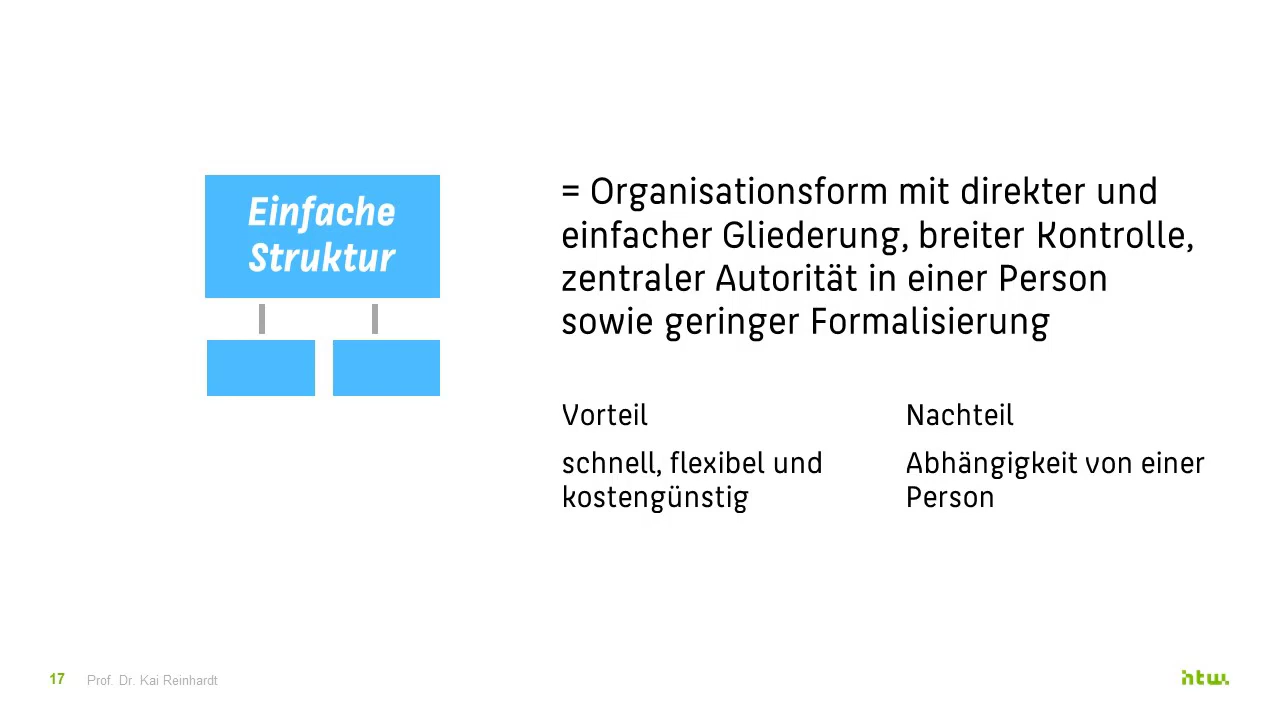 Einfache
Struktur
= Organisationsform mit direkter und
einfacher Gliederung, breiter Kontrolle,
zentraler Autorität in einer Person
sowie geringer Formalisierung
Vorteil
schnell, flexibel und
kostengünstig
Nachteil
Abhängigkeit von einer
Person
17 Prof. Dr. Kai Reinhardt
htw.